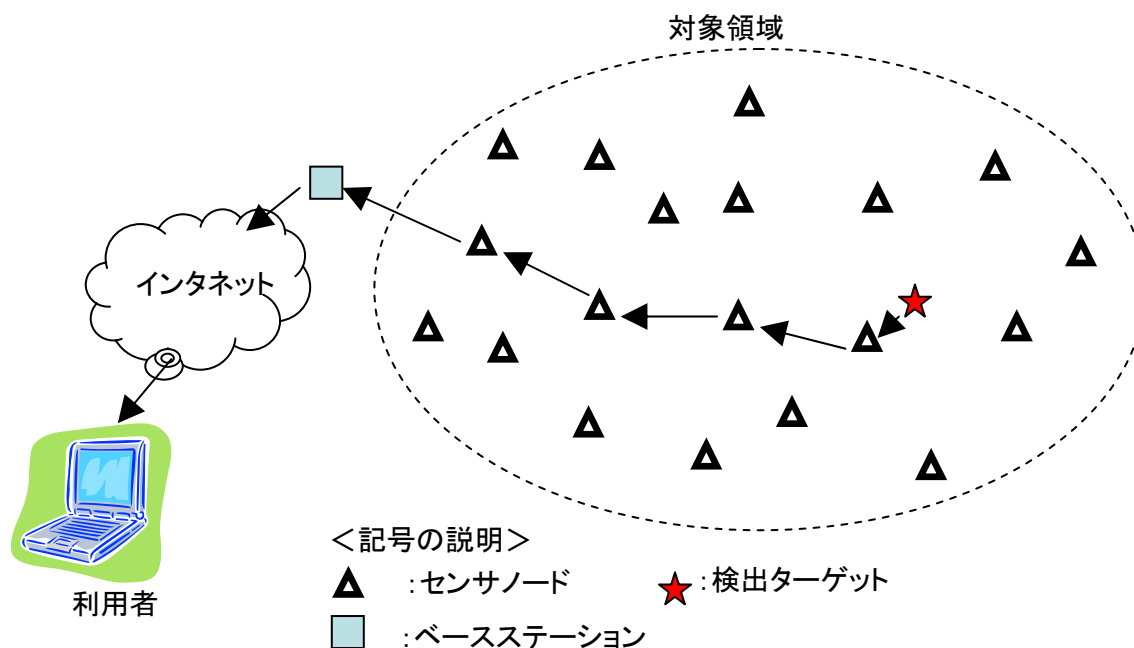 対象領域
インタネット
利用者
<記号の説明>
:センサノード
:検出ターゲット
:ベースステーション